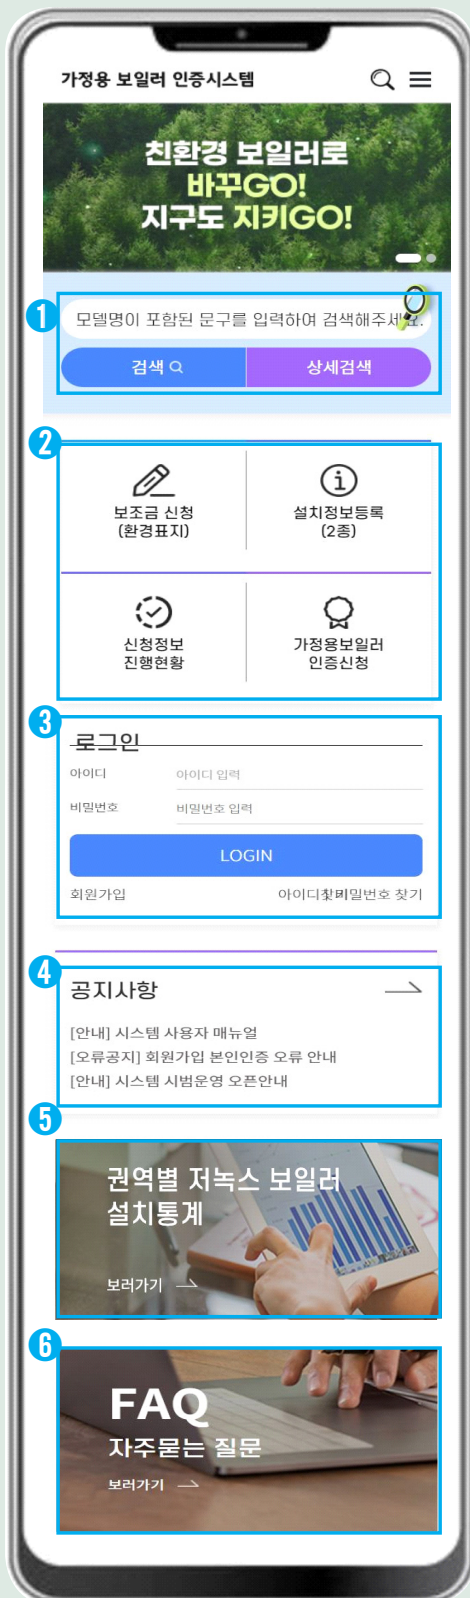 가정용 보일러 인증시스템
친환경 보일러로
바꾸GO!
지구도 지키GO!
1
모델명이 포함된 문구를 입력하여 검색해주세요.
검색 상세검색
2
보조금 신청
(환경표지)
설치정보등록
(2종)
신청정보
진행현황
가정용보일러
인증신청
3
로그인
아이디 아이디 입력
비밀번호 비밀번호 입력
LOGIN
회원가입 아이디찾기 비밀번호 찾기
4
공지사항
[안내] 시스템 사용자 매뉴얼
[오류공지] 회원가입 본인인증 오류 안내
[안내] 시스템 시범운영 오픈안내
5
권역별 저녹스 보일러
설치통계
보러가기
6
FAQ
자주묻는 질문
보러가기